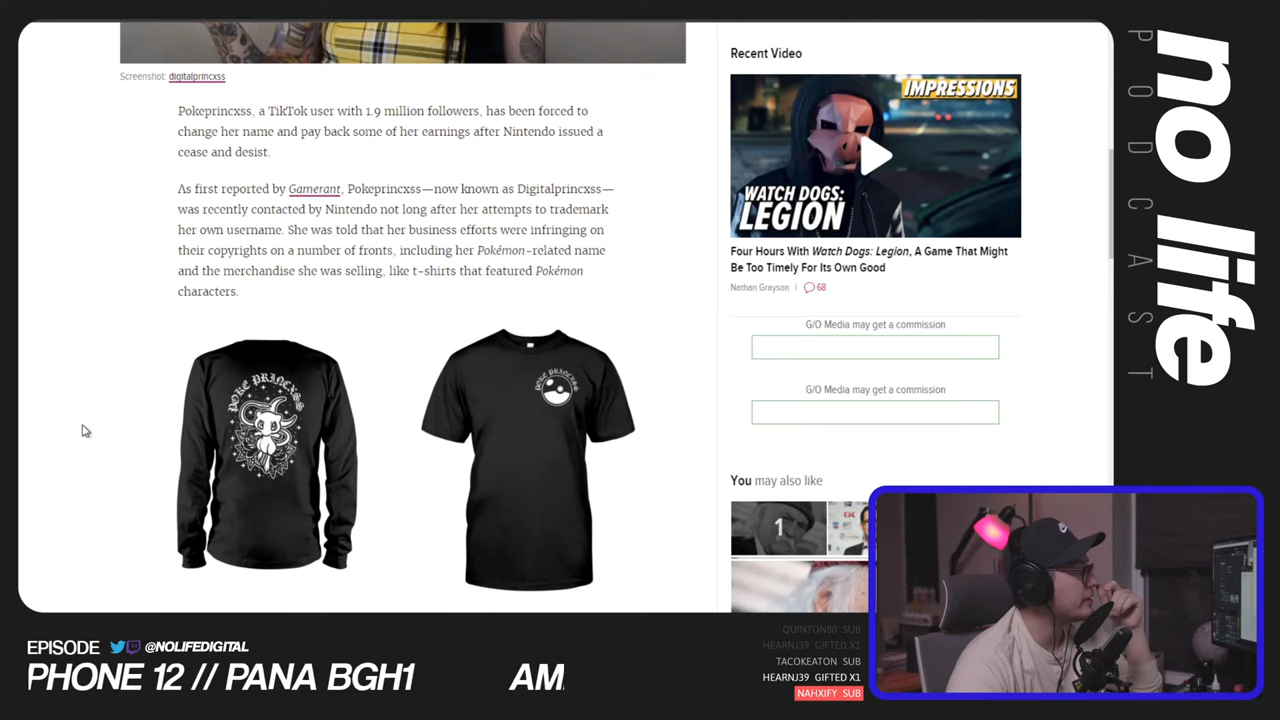 Screenshot: digitalprincxss
Pokeprincxss, a TikTok user with 1.9 million followers, has been forced to
change her name and pay back some of her earnings after Nintendo issued a
cease and desist.
As first reported by Gamerant, Pokeprincxss—now known as Digitalprincxss—
was recently contacted by Nintendo not long after her attempts to trademark
her own username. She was told that her business efforts were infringing on
their copyrights on a number of fronts, including her Pokémon-related name
and the merchandise she was selling, like t-shirts that featured Pokémon
characters.
POKE PRINCXSS
POKE PRINCXSS
Recent Video
IMPRESSIONS
WATCH DOGS:
LEGION
Four Hours With Watch Dogs: Legion, A Game That Might
Be Too Timely For Its Own Good
Nathan Grayson | 68
G/O Media may get a commission
G/O Media may get a commission
You may also like
1
no life
PODCAST
EPISODE @NOLIFEDIGITAL
PHONE 12 // PANA BGH1 AM
QUINTON80 SUB
HEARNJ39 GIFTED X1
TACOKEATON SUB
HEARNJ39 GIFTED X1
NAHXIFY SUB